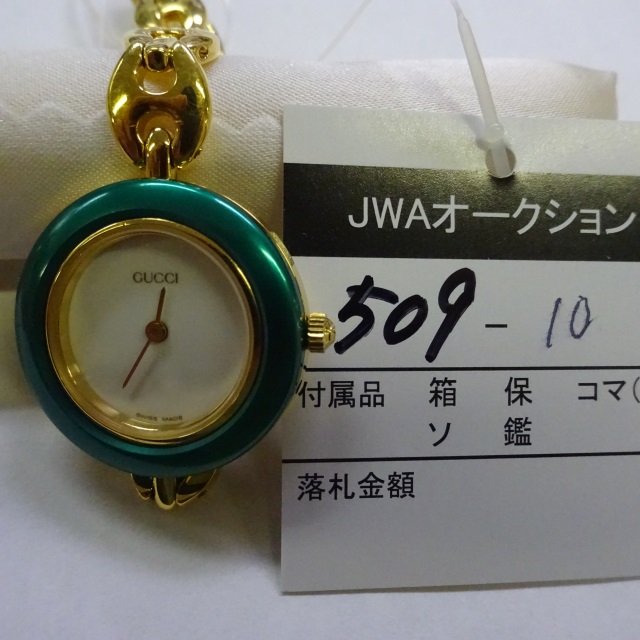 GUCCI
SWISS MADE
JWAオークション
509 - 10
付属品 箱 保 コマ(
ソ 鑑
落札金額